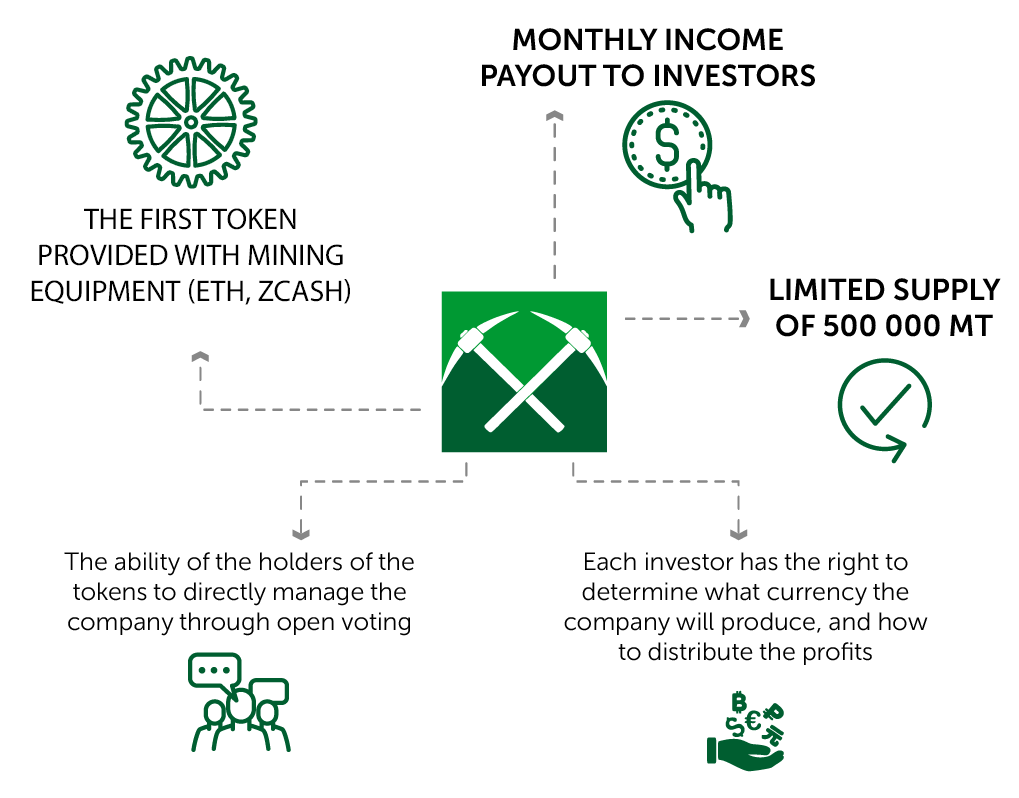 MONTHLY INCOME
PAYOUT TO INVESTORS
THE FIRST TOKEN
PROVIDED WITH MINING
EQUIPMENT (ETH, ZCASH)
LIMITED SUPPLY
OF 500 000 MT
The ability of the holders of the
tokens to directly manage the
company through open voting
Each investor has the right to
determine what currency the
company will produce, and how
to distribute the profits